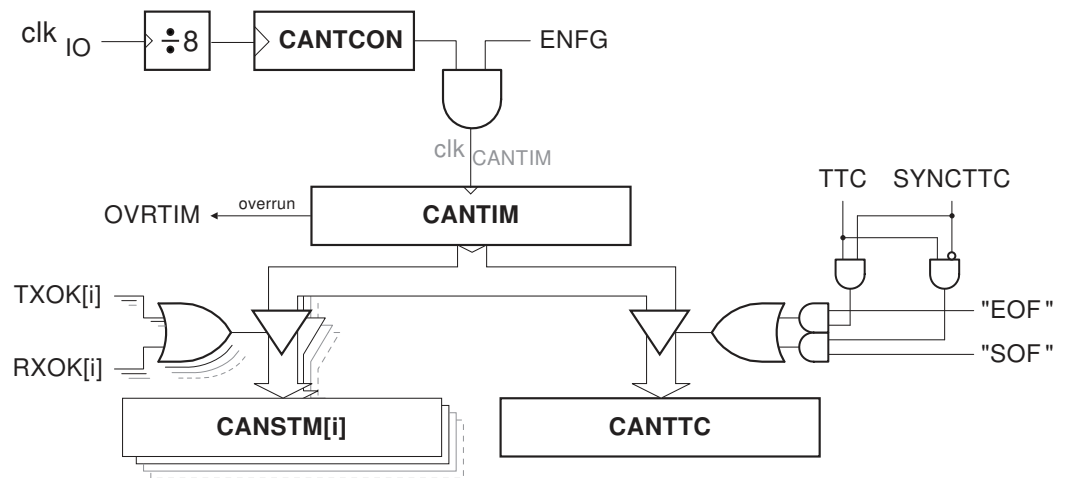 clk IO
÷8
CANTCON
ENFG
clk CANTIM
TTC SYNCTTC
OVRTIM
overrun
CANTIM
TXOK[i]
"EOF"
RXOK[i]
"SOF"
CANSTM[i]
CANTTC